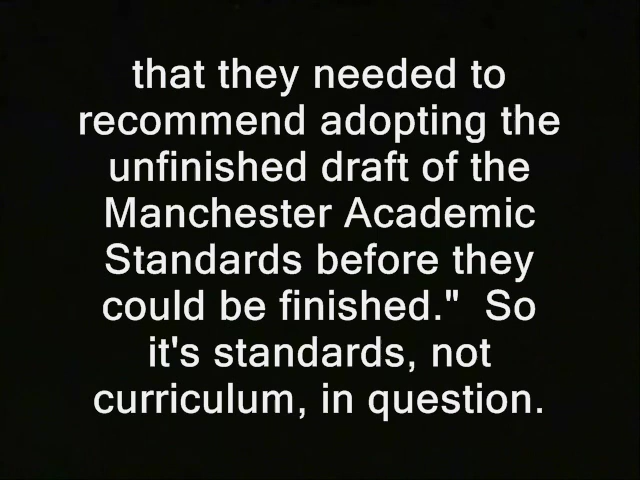 that they needed to
recommend adopting the
unfinished draft of the
Manchester Academic
Standards before they
could be finished."  So
it's standards, not
curriculum, in question.